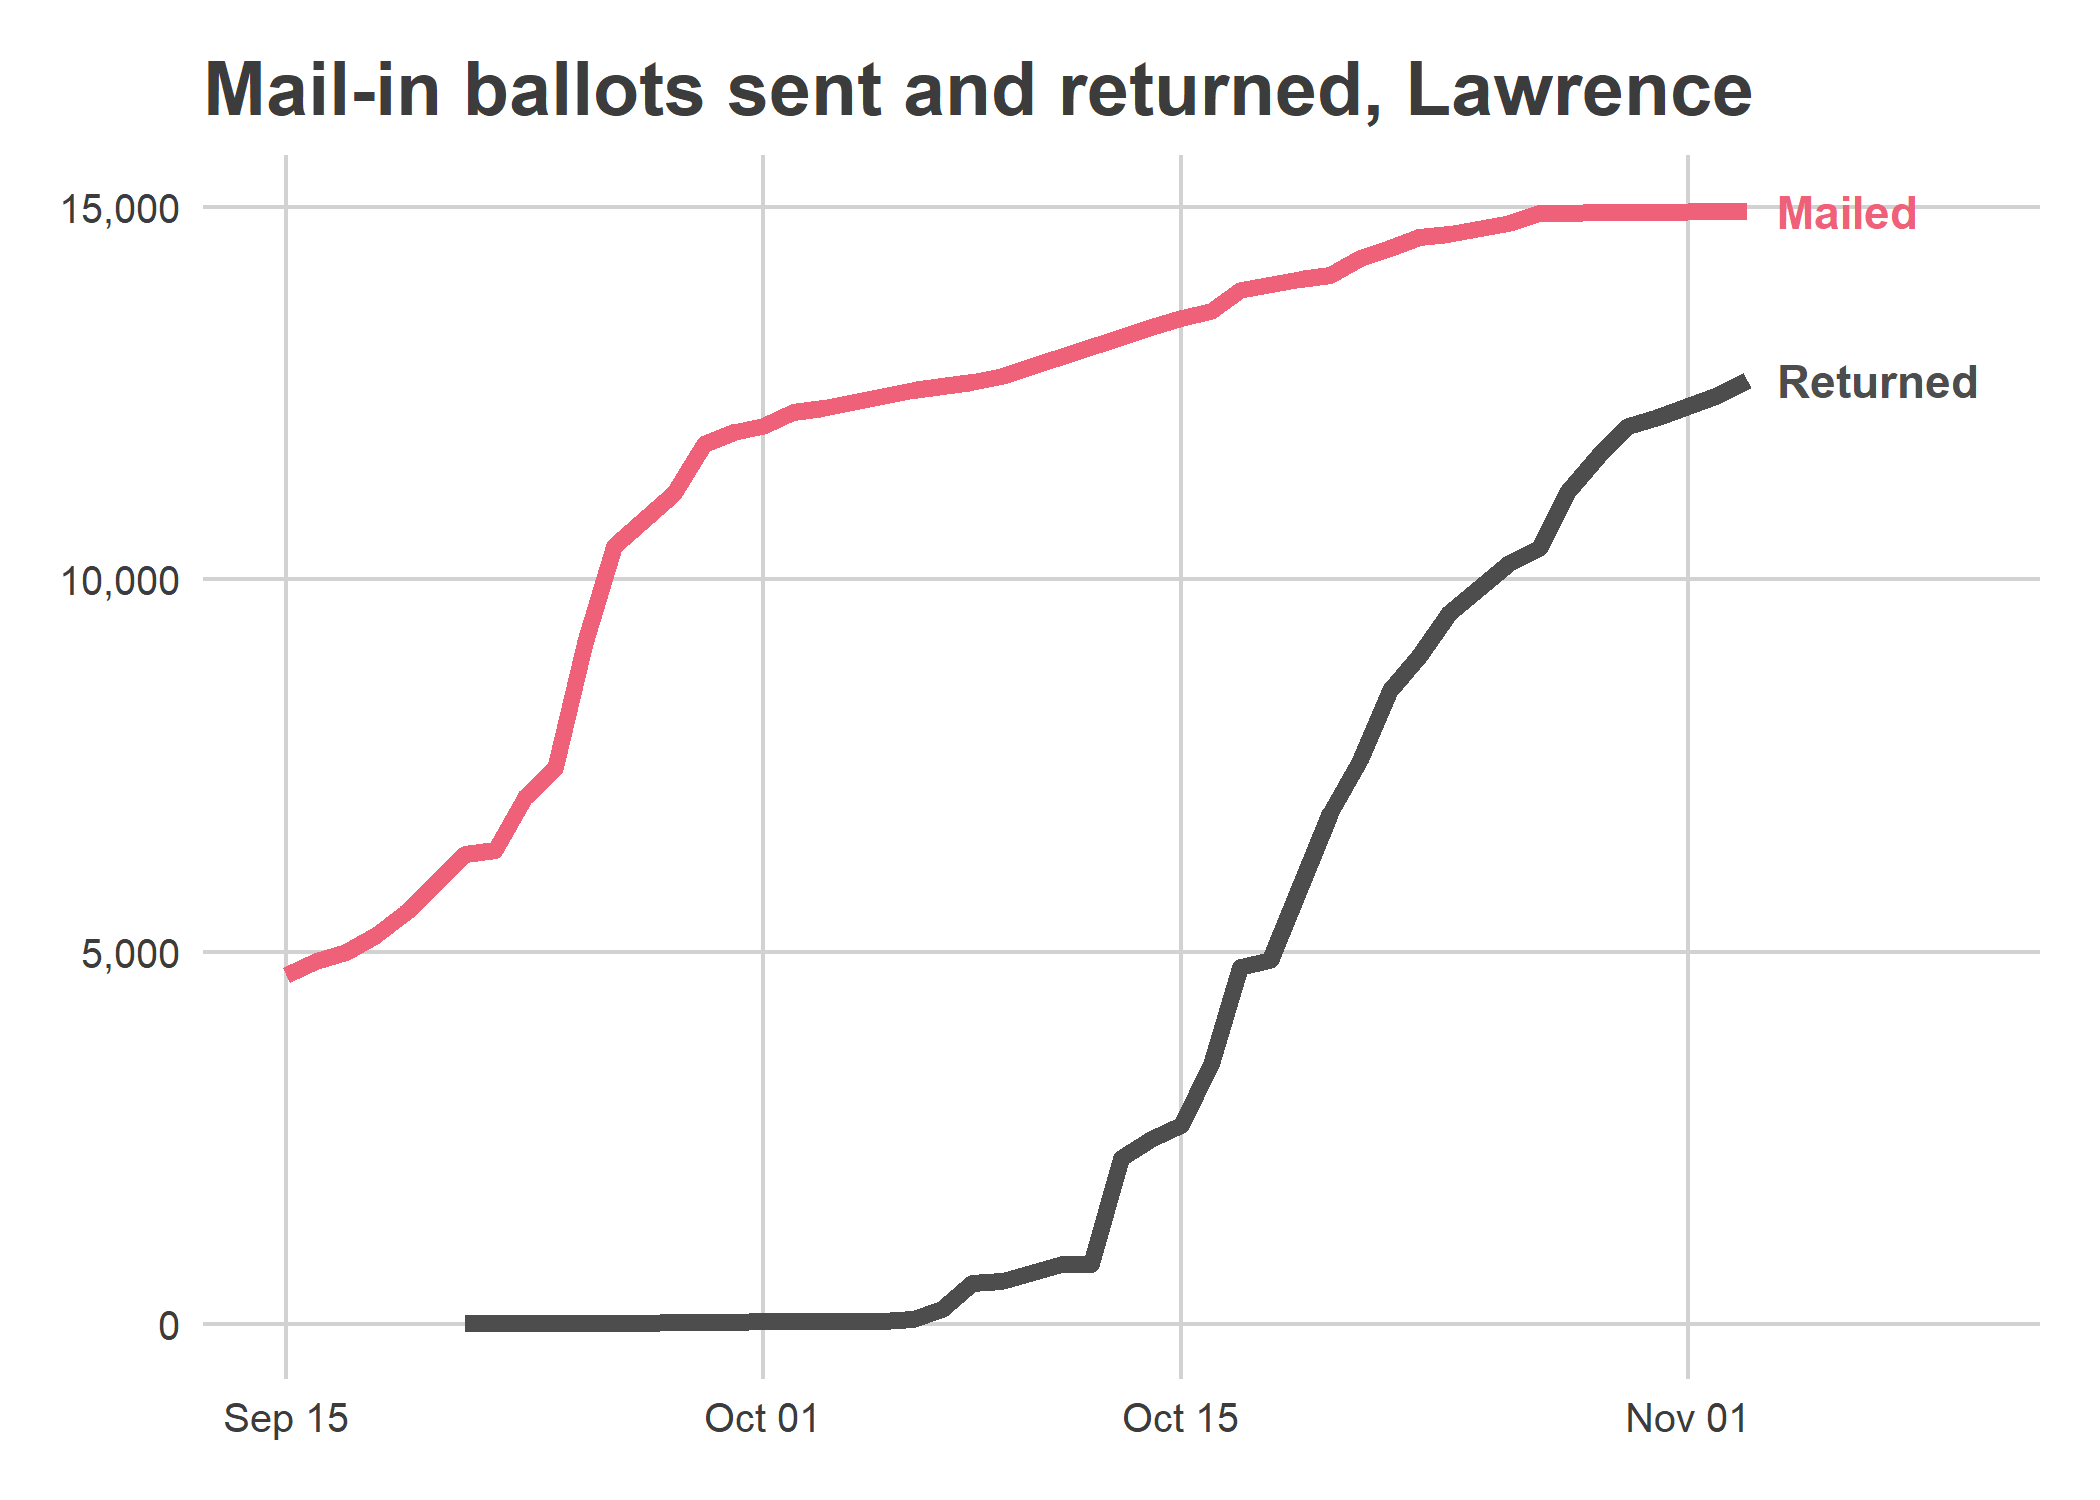 Mail-in ballots sent and returned, Lawrence
15,000
Mailed
Returned
10,000
5,000
0
Sep 15
Oct 01
Oct 15
Nov 01